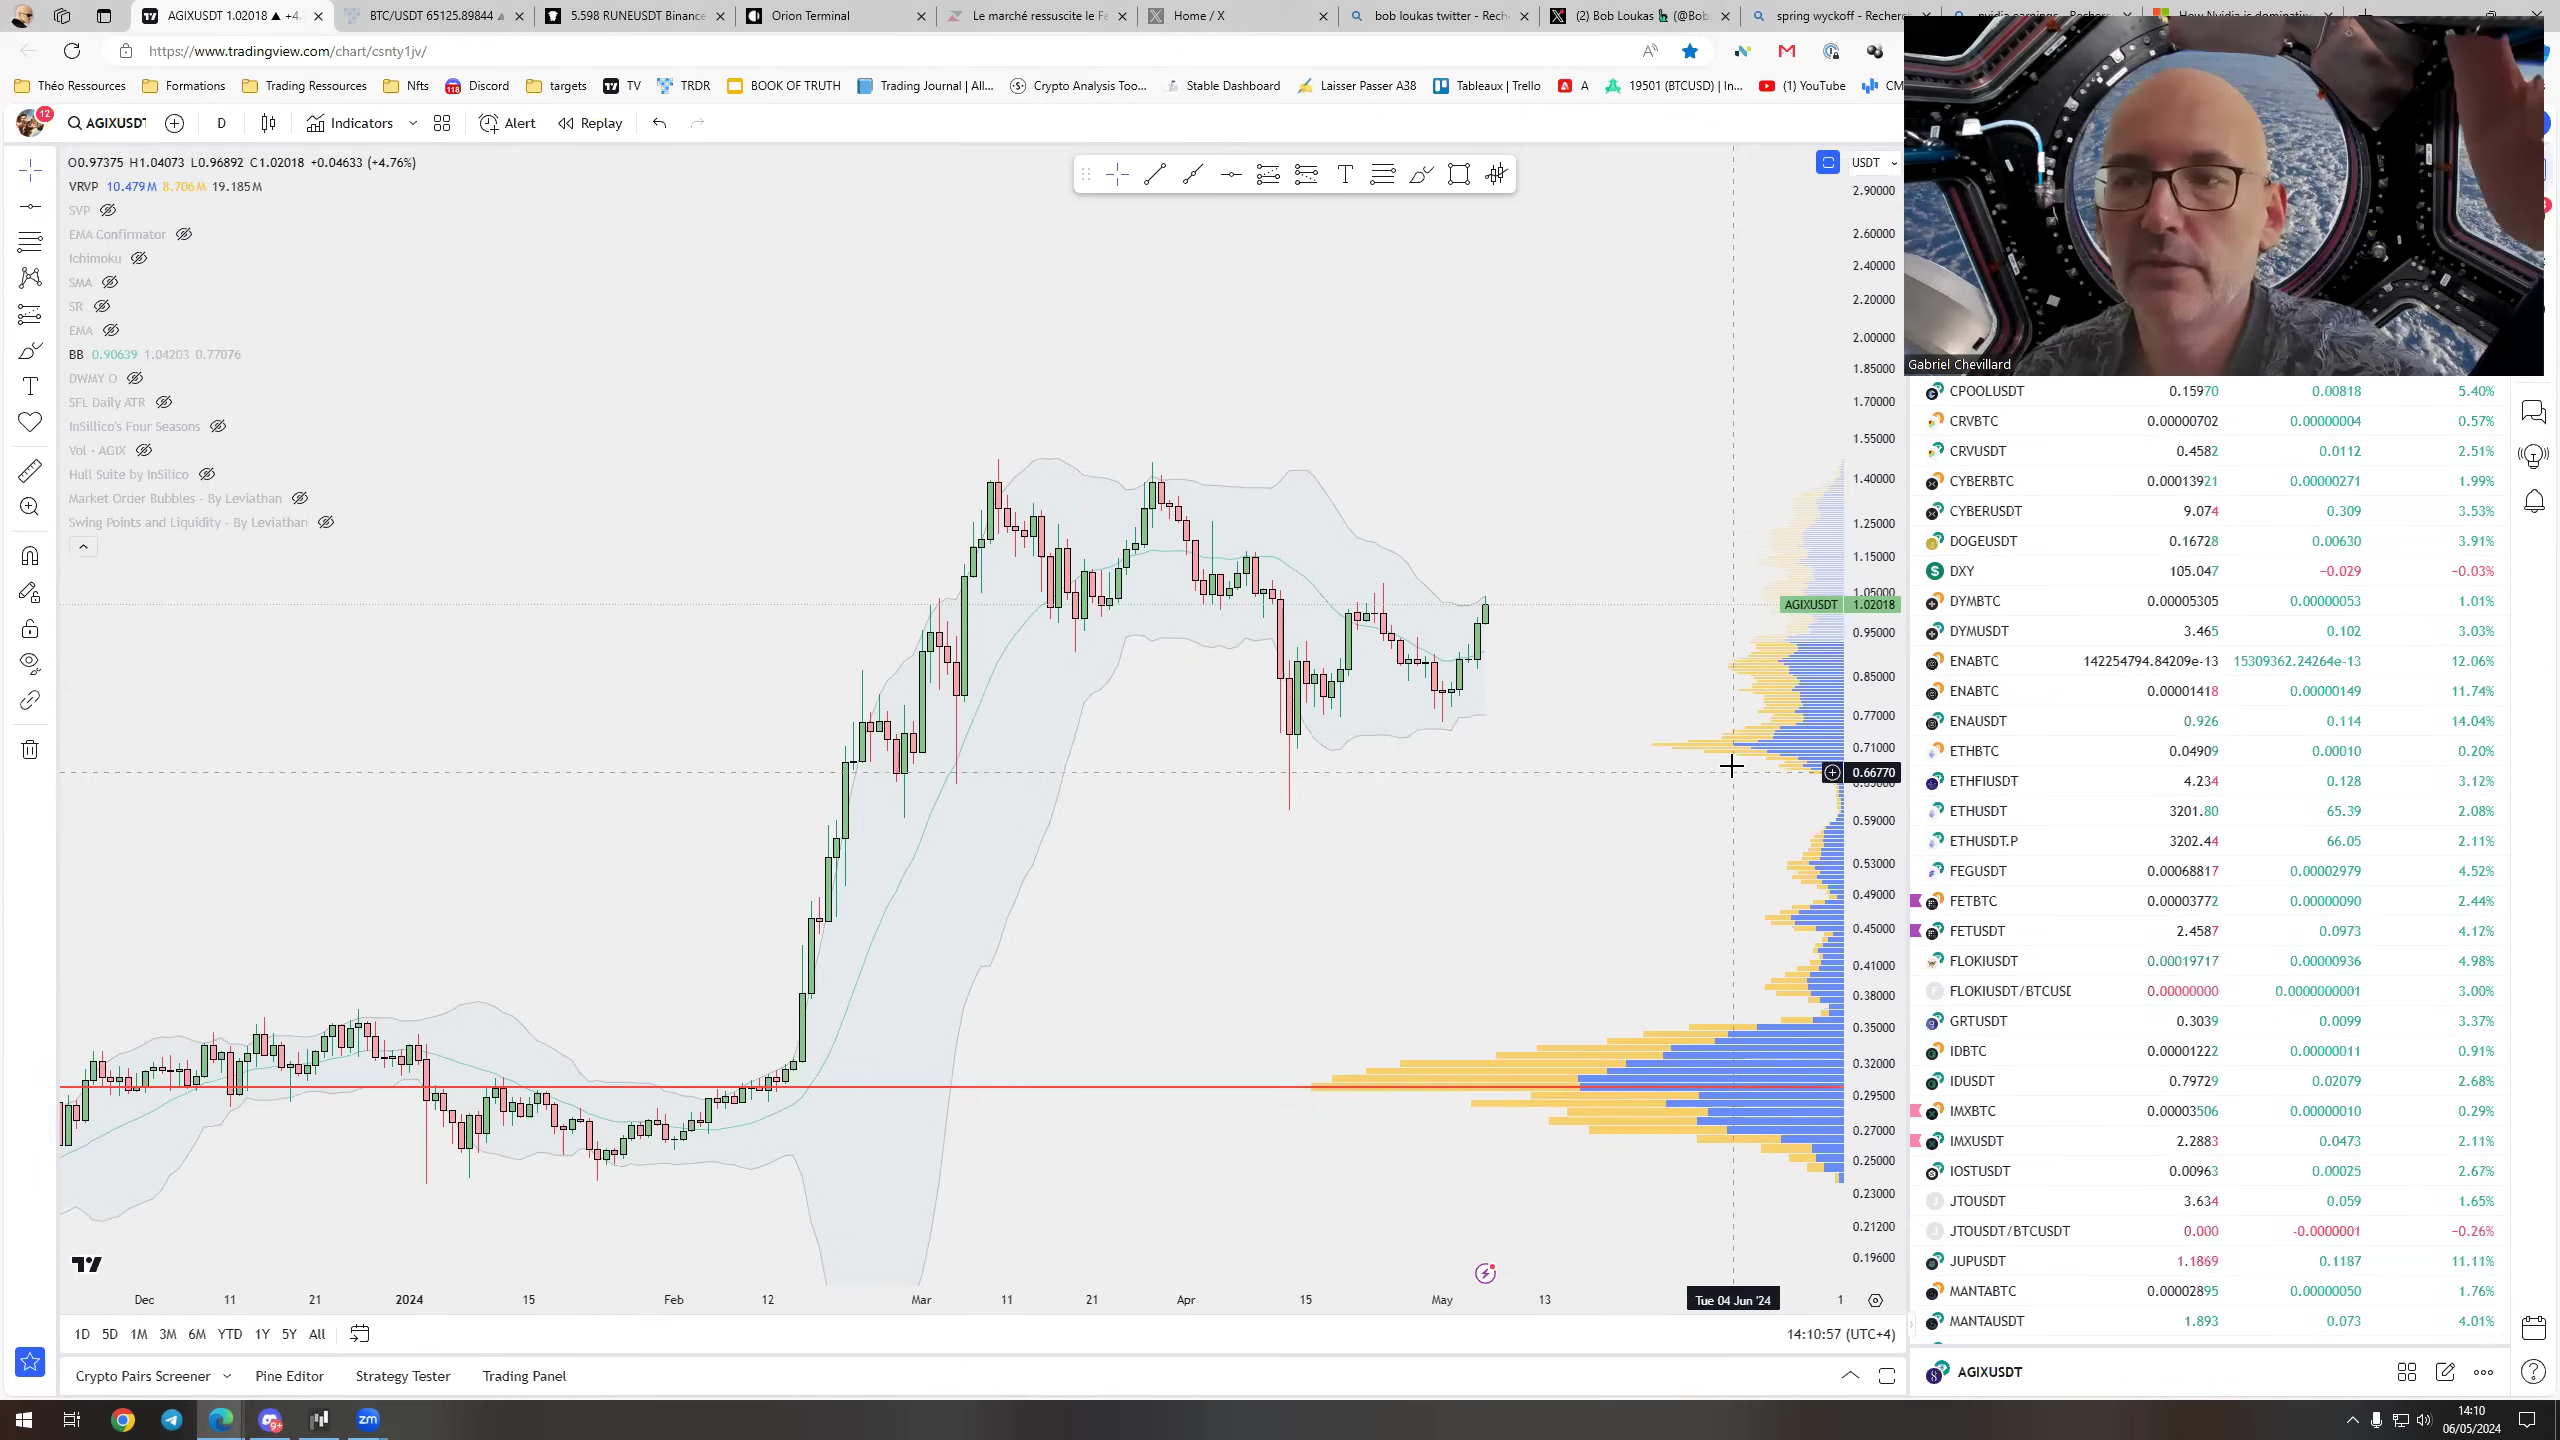 AGIXUSDT 1.02018 ▲ +4.
BTC/USDT 65125.89844
5.598 RUNEUSDT Binance
Orion Terminal
Le marché ressuscite le Fe
Home / X
bob loukas twitter - Rech
(2) Bob Loukas (@Bob
spring wyckoff - Recherc
https://www.tradingview.com/chart/csnty1jv/
Théo Ressources
Formations
Trading Ressources
Nfts
118
Discord
targets
TV
TRDR
BOOK OF TRUTH
Trading Journal | All...
Crypto Analysis Too...
Stable Dashboard
Laisser Passer A38
Tableaux | Trello
A
19501 (BTCUSD) | In...
(1) YouTube
CM
12
AGIXUSDT
D
Indicators
Alert
Replay
O0.97375 H1.04073 L0.96892 C1.02018 +0.04633 (+4.76%)
VRVP 10.479M 8.706M 19.185M
SVP
EMA Confirmator
Ichimoku
SMA
SR
EMA
BB 0.90639 1.04203 0.77076
DWMY O
SFL Daily ATR
InSillico's Four Seasons
Vol · AGIX
Hull Suite by InSilico
Market Order Bubbles - By Leviathan
Swing Points and Liquidity - By Leviathan
USDT
2.90000
2.60000
2.40000
2.20000
2.00000
1.85000
1.70000
1.55000
1.40000
1.25000
1.15000
1.05000
AGIXUSDT 1.02018
0.95000
0.85000
0.77000
0.71000
0.66770
0.59000
0.53000
0.49000
0.45000
0.41000
0.38000
0.35000
0.32000
0.29500
0.27000
0.25000
0.23000
0.21200
0.19600
Dec 11 21 2024 15 Feb 12 Mar 11 21 Apr 15 May 13 Tue 04 Jun '24 1
1D 5D 1M 3M 6M YTD 1Y 5Y All
14:10:57 (UTC+4)
Crypto Pairs Screener
Pine Editor
Strategy Tester
Trading Panel
Gabriel Chevillard
CPOOLUSDT 0.15970 0.00818 5.40%
CRVBTC 0.00000702 0.00000004 0.57%
CRVUSDT 0.4582 0.0112 2.51%
CYBERBTC 0.00013921 0.00000271 1.99%
CYBERUSDT 9.074 0.309 3.53%
DOGEUSDT 0.16728 0.00630 3.91%
DXY 105.047 −0.029 −0.03%
DYMBTC 0.00005305 0.00000053 1.01%
DYMUSDT 3.465 0.102 3.03%
ENABTC 142254794.84209e-13 15309362.24264e-13 12.06%
ENABTC 0.00001418 0.00000149 11.74%
ENAUSDT 0.926 0.114 14.04%
ETHBTC 0.04909 0.00010 0.20%
ETHFIUSDT 4.234 0.128 3.12%
ETHUSDT 3201.80 65.39 2.08%
ETHUSDT.P 3202.44 66.05 2.11%
FEGUSDT 0.00068817 0.00002979 4.52%
FETBTC 0.00003772 0.00000090 2.44%
FETUSDT 2.4587 0.0973 4.12%
FLOKIUSDT 0.00019717 0.00000936 4.98%
FLOKIUSDT/BTCUSD 0.00000000 0.0000000001 3.00%
GRTUSDT 0.3039 0.0099 3.37%
IDBTC 0.00001222 0.00000011 0.91%
IDUSDT 0.79729 0.02079 2.68%
IMXBTC 0.00003506 0.00000010 0.29%
IMXUSDT 2.2883 0.0473 2.11%
IOSTUSDT 0.00963 0.00025 2.67%
JTOUSDT 3.634 0.059 1.65%
JTOUSDT/BTCUSDT 0.000 -0.0000001 −0.26%
JUPUSDT 1.1869 0.1187 11.11%
MANTABTC 0.00002895 0.00000050 1.76%
MANTAUSDT 1.893 0.073 4.01%
AGIXUSDT
9+
zm
14:10
06/05/2024